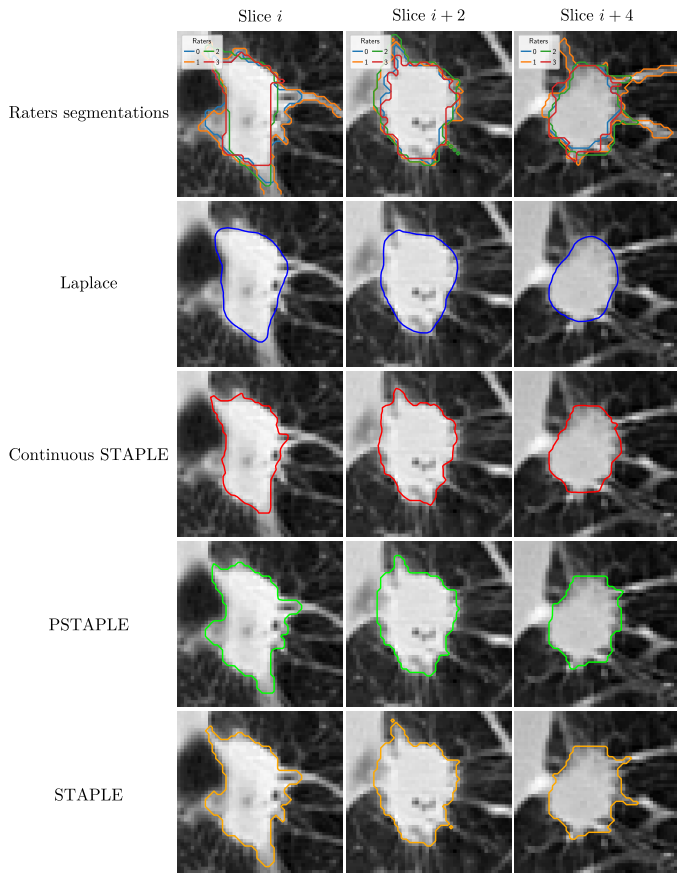 Slice i Slice i + 2 Slice i + 4
Raters segmentations
Raters
0 2
1 3
Raters
0 2
1 3
Raters
0 2
1 3
Laplace
Continuous STAPLE
PSTAPLE
STAPLE